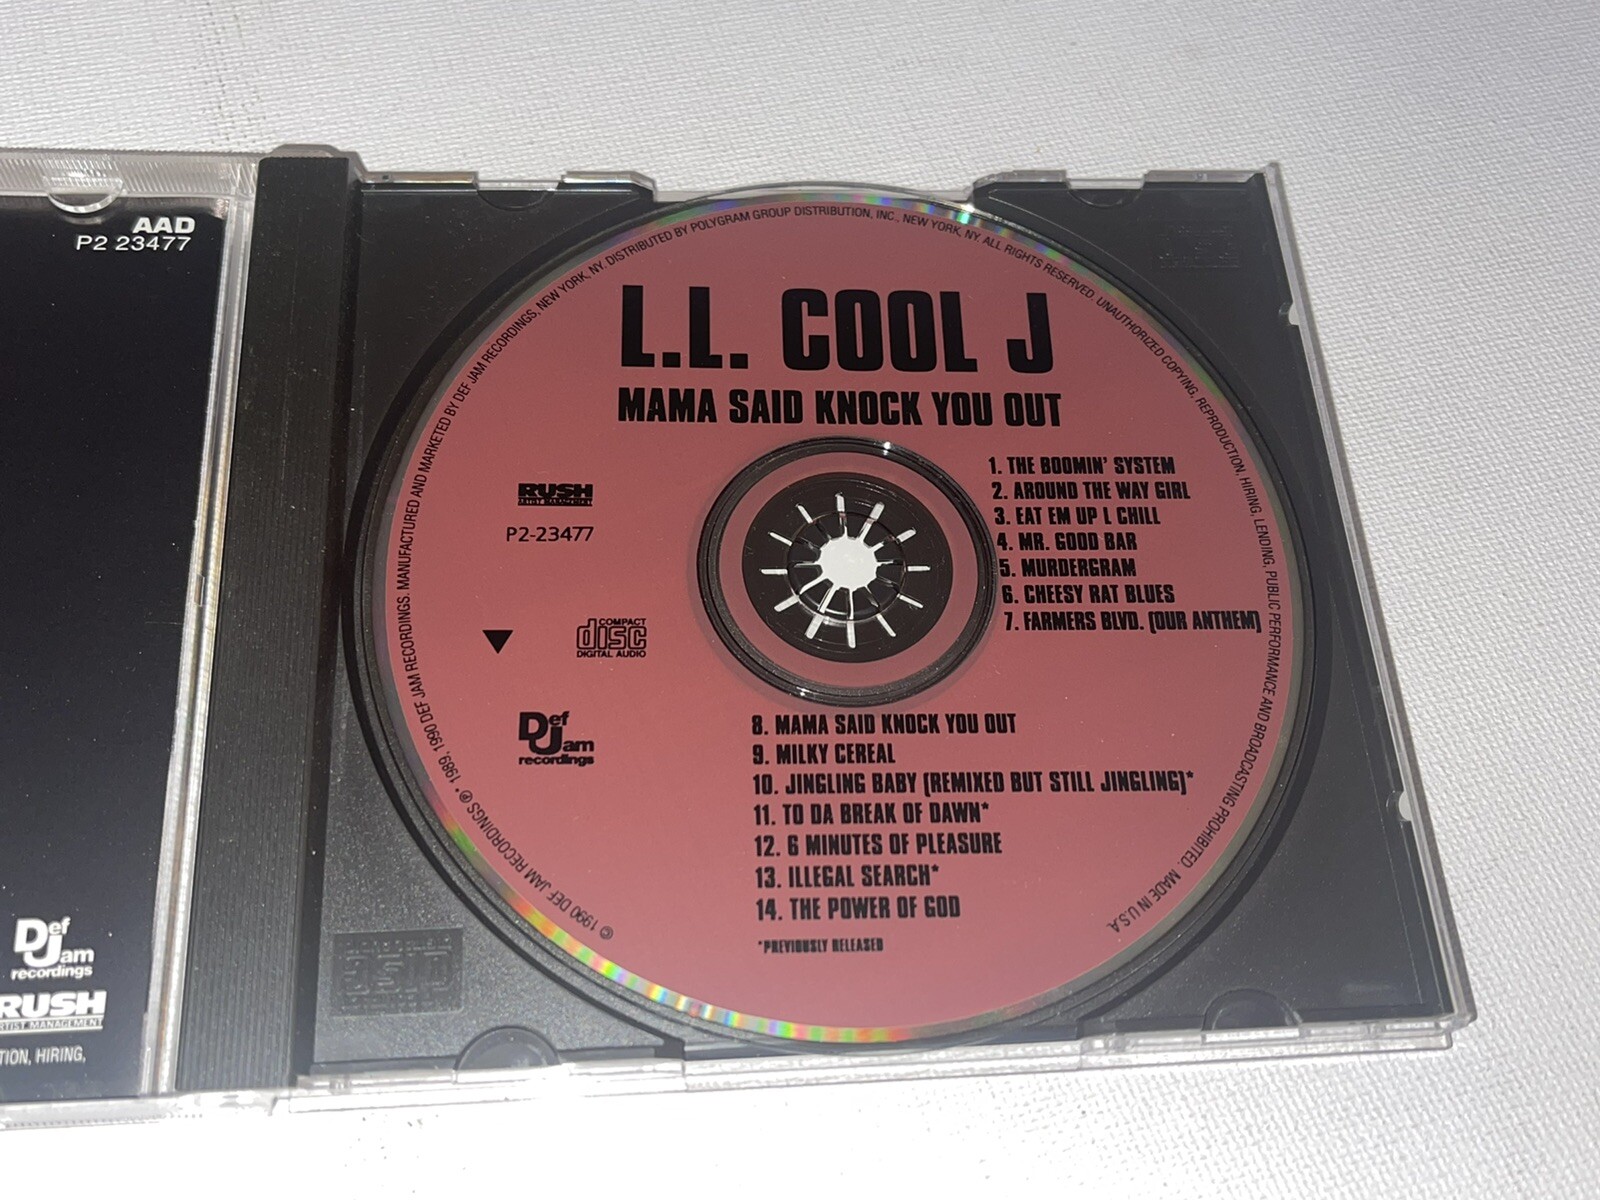 AAD
P2 23477
Def Jam
recordings
RUSH
ARTIST MANAGEMENT
TION, HIRING,
L.L. COOL J
MAMA SAID KNOCK YOU OUT
RUSH
ARTIST MANAGEMENT
P2-23477
COMPACT
disc
DIGITAL AUDIO
Def Jam
recordings
1. THE BOOMIN' SYSTEM
2. AROUND THE WAY GIRL
3. EAT EM UP L CHILL
4. MR. GOOD BAR
5. MURDERGRAM
6. CHEESY RAT BLUES
7. FARMERS BLVD. (OUR ANTHEM)
8. MAMA SAID KNOCK YOU OUT
9. MILKY CEREAL
10. JINGLING BABY (REMIXED BUT STILL JINGLING)*
11. TO DA BREAK OF DAWN*
12. 6 MINUTES OF PLEASURE
13. ILLEGAL SEARCH*
14. THE POWER OF GOD
*PREVIOUSLY RELEASED
© 1990 DEF JAM RECORDINGS ℗ *1989, 1990 DEF JAM RECORDINGS. MANUFACTURED AND MARKETED BY DEF JAM RECORDINGS, NEW YORK, NY. DISTRIBUTED BY POLYGRAM GROUP DISTRIBUTION, INC., NEW YORK, NY. ALL RIGHTS RESERVED. UNAUTHORIZED COPYING, REPRODUCTION, HIRING, LENDING, PUBLIC PERFORMANCE AND BROADCASTING PROHIBITED. MADE IN U.S.A.